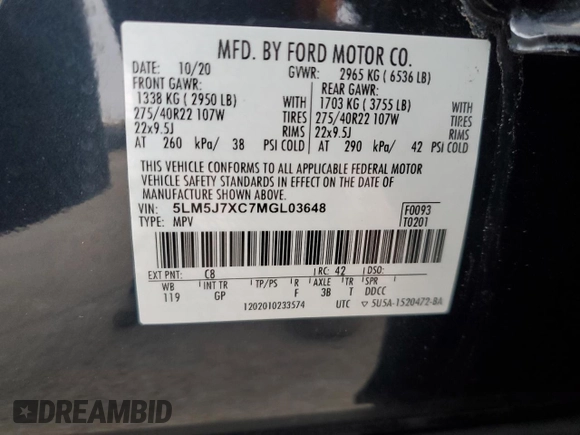 MFD. BY FORD MOTOR CO.
DATE: 10/20 GVWR: 2965 KG ( 6536 LB)
FRONT GAWR: REAR GAWR:
1338 KG ( 2950 LB) WITH 1703 KG ( 3755 LB) WITH
275/40R22 107W TIRES 275/40R22 107W TIRES
22x9.5J RIMS 22x9.5J RIMS
AT 260 kPa/ 38 PSI COLD AT 290 kPa/ 42 PSI COLD
THIS VEHICLE CONFORMS TO ALL APPLICABLE FEDERAL MOTOR
VEHICLE SAFETY STANDARDS IN EFFECT ON THE DATE OF
MANUFACTURE SHOWN ABOVE.
VIN: 5LM5J7XC7MGL03648 F0093
TYPE: MPV T0201
EXT PNT: C8 RC: 42 DSO:
WB INT TR TP/PS R AXLE TR SPR
119 GP F 3B T DDCC
1202010233574 UTC 5U5A-1520472-BA
DREAMBID